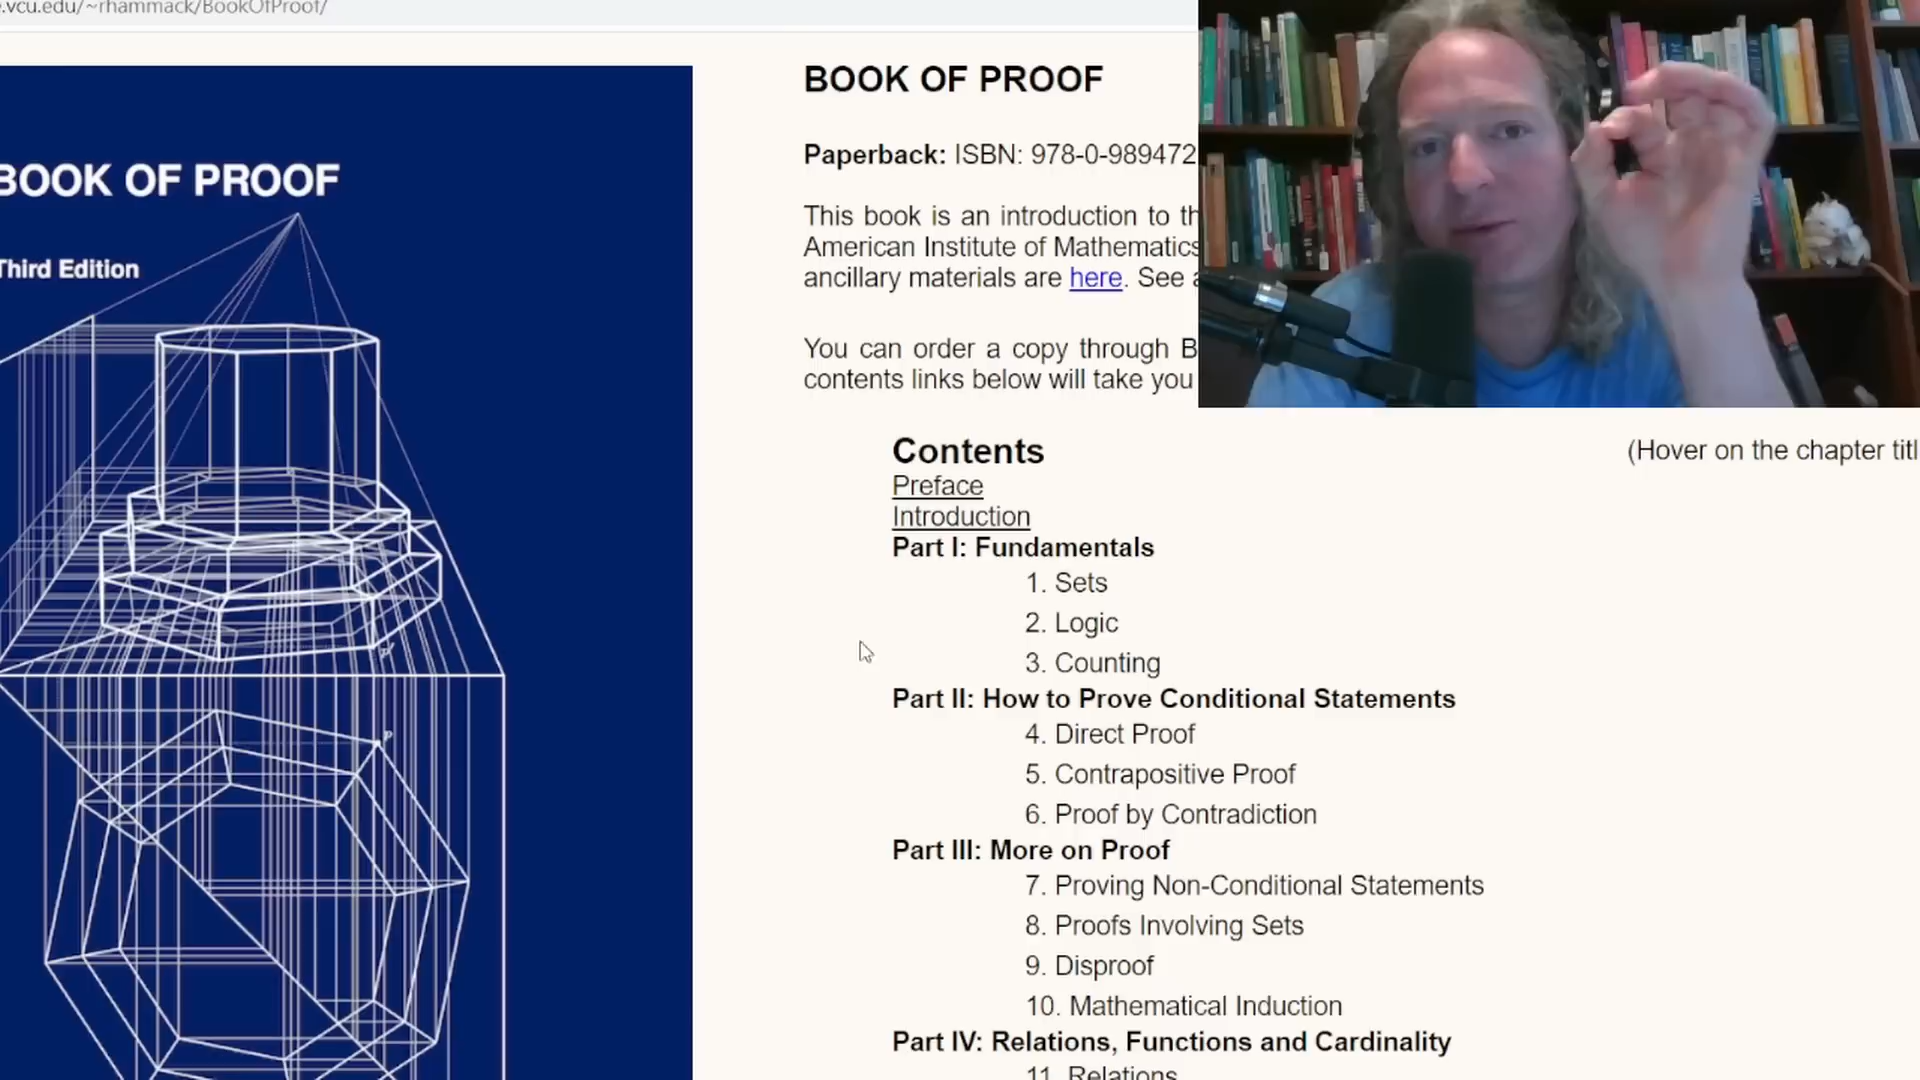 .vcu.edu/~rhammack/BookOfProof/
BOOK OF PROOF
Third Edition
BOOK OF PROOF
Paperback: ISBN: 978-0-989472
This book is an introduction to th
American Institute of Mathematics
ancillary materials are here. See a
You can order a copy through B
contents links below will take you
Contents
(Hover on the chapter titl
Preface
Introduction
Part I: Fundamentals
1. Sets
2. Logic
3. Counting
Part II: How to Prove Conditional Statements
4. Direct Proof
5. Contrapositive Proof
6. Proof by Contradiction
Part III: More on Proof
7. Proving Non-Conditional Statements
8. Proofs Involving Sets
9. Disproof
10. Mathematical Induction
Part IV: Relations, Functions and Cardinality
11. Relations